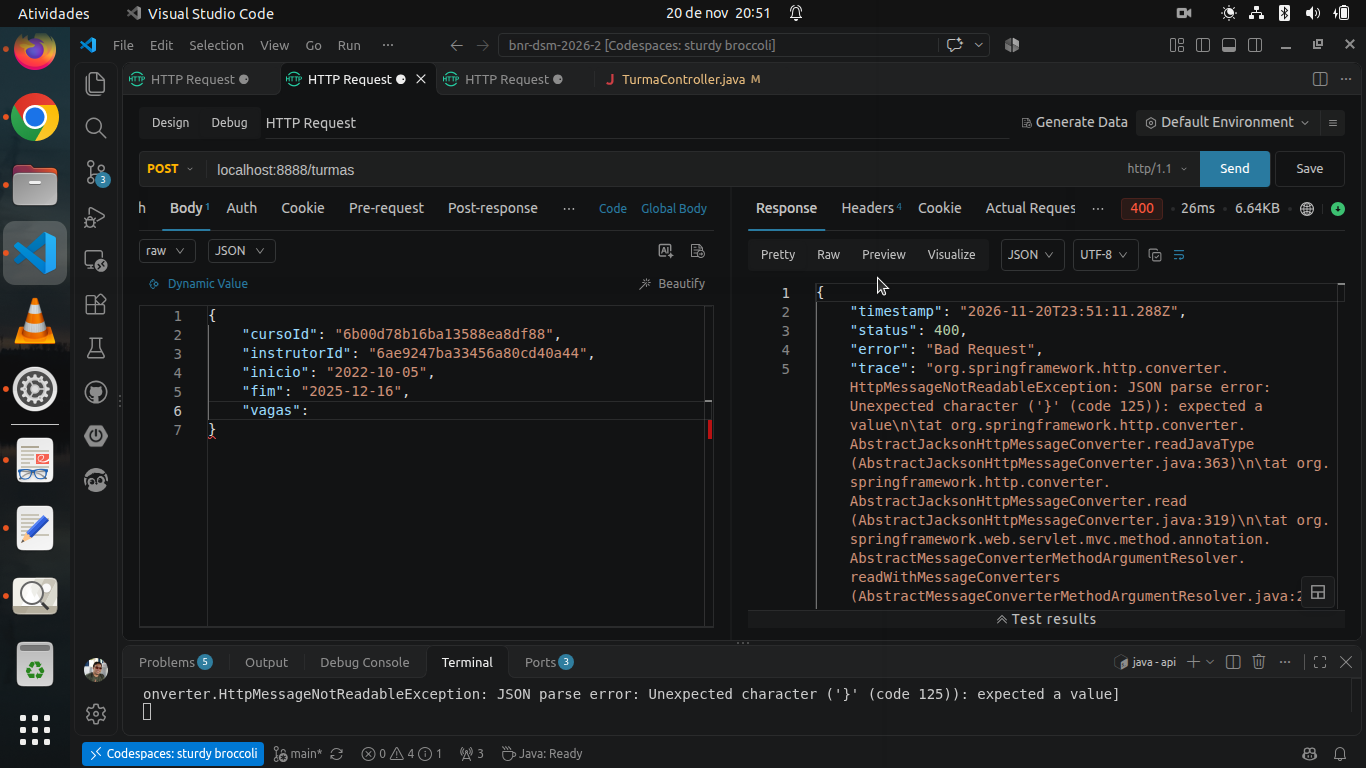 Atividades
Visual Studio Code
20 de nov 20:51
File Edit Selection View Go Run ···
bnr-dsm-2026-2 [Codespaces: sturdy broccoli]
HTTP Request
HTTP Request
HTTP Request
TurmaController.java M
Design Debug HTTP Request
Generate Data
Default Environment
POST
localhost:8888/turmas
http/1.1
Send
Save
h Body 1 Auth Cookie Pre-request Post-response ··· Code Global Body
raw JSON
Dynamic Value
Beautify
1 {
2 "cursoId": "6b00d78b16ba13588ea8df88",
3 "instrutorId": "6ae9247ba33456a80cd40a44",
4 "inicio": "2022-10-05",
5 "fim": "2025-12-16",
6 "vagas":
7 }
Response Headers 4 Cookie Actual Reques ··· 400 26ms 6.64KB
Pretty Raw Preview Visualize JSON UTF-8
1 {
2 "timestamp": "2026-11-20T23:51:11.288Z",
3 "status": 400,
4 "error": "Bad Request",
5 "trace": "org.springframework.http.converter.
HttpMessageNotReadableException: JSON parse error:
Unexpected character ('}' (code 125)): expected a
value\n\tat org.springframework.http.converter.
AbstractJacksonHttpMessageConverter.readJavaType
(AbstractJacksonHttpMessageConverter.java:363)\n\tat org.
springframework.http.converter.
AbstractJacksonHttpMessageConverter.read
(AbstractJacksonHttpMessageConverter.java:319)\n\tat org.
springframework.web.servlet.mvc.method.annotation.
AbstractMessageConverterMethodArgumentResolver.
readWithMessageConverters
(AbstractMessageConverterMethodArgumentResolver.java:2
Test results
3
Problems 5 Output Debug Console Terminal Ports 3
java - api
onverter.HttpMessageNotReadableException: JSON parse error: Unexpected character ('}' (code 125)): expected a value]
Codespaces: sturdy broccoli
main*
0 4 1
3
Java: Ready